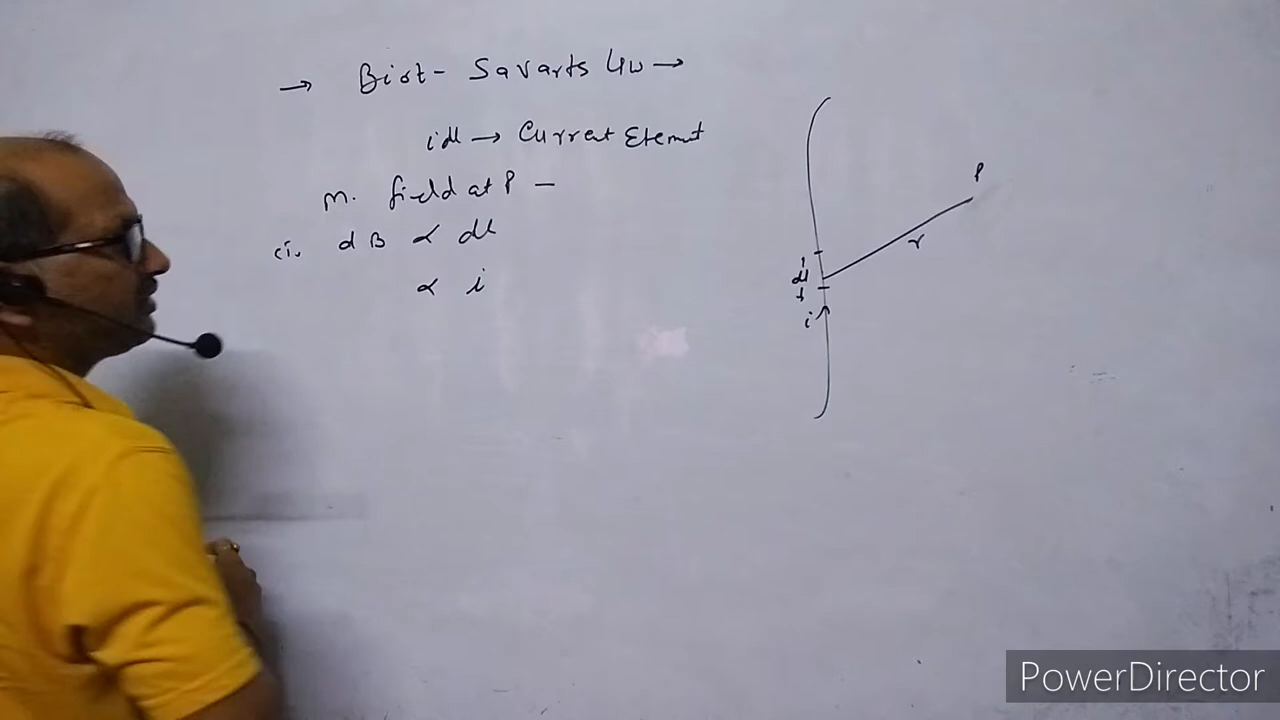 → Biot- Savarts Law →
idl → Current Element
m. field at P —
(i) dB ∝ dl
∝ i
P
r
dl
i
PowerDirector